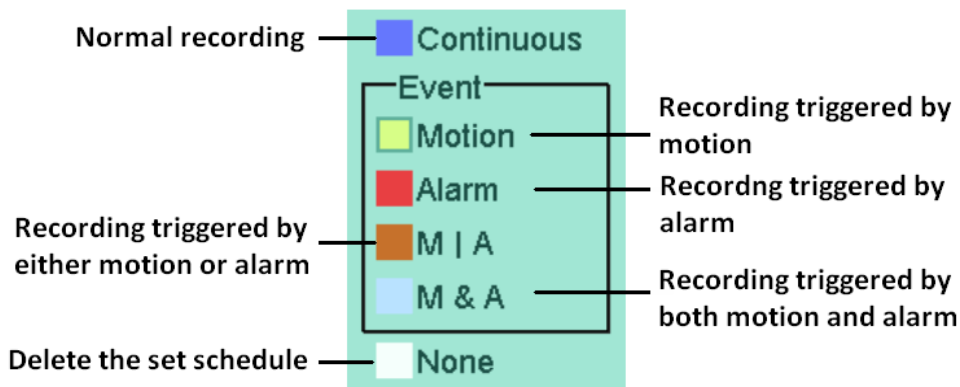 Normal recording
Continuous
Event
Motion
Recording triggered by
motion
Alarm
Recordng triggered by
alarm
Recording triggered by
either motion or alarm
M | A
M & A
Recording triggered by
both motion and alarm
Delete the set schedule
None